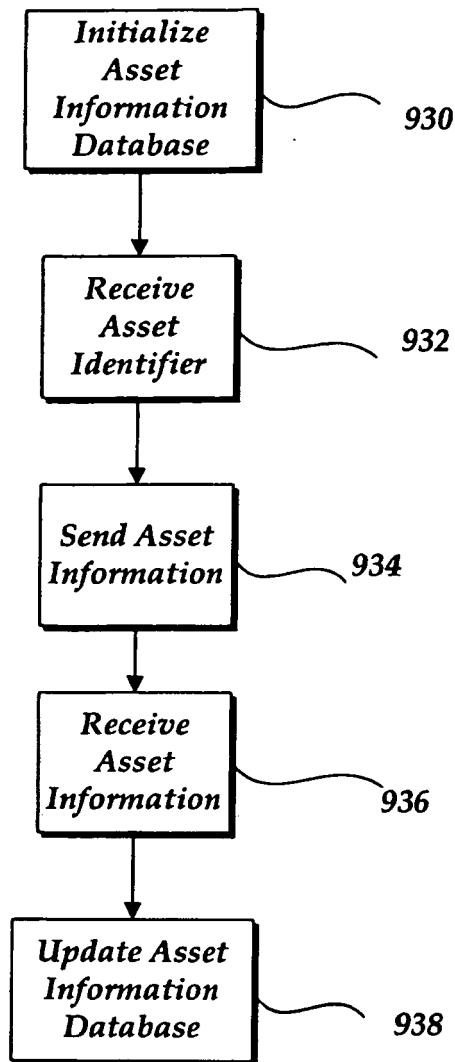 Initialize
Asset
Information
Database
930
Receive
Asset
Identifier
932
Send Asset
Information
934
Receive
Asset
Information
936
Update Asset
Information
Database
938